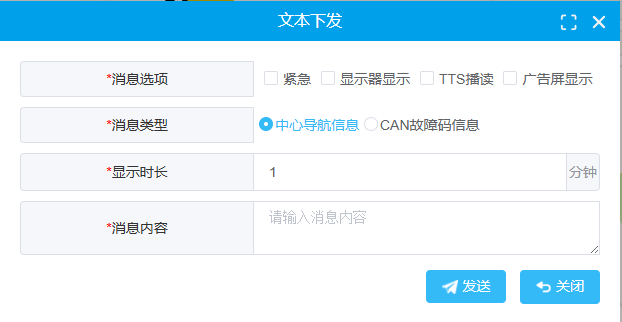 文本下发
*消息选项 紧急 显示器显示 TTS播读 广告屏显示
*消息类型 中心导航信息 CAN故障码信息
*显示时长 1 分钟
*消息内容 请输入消息内容
发送 关闭